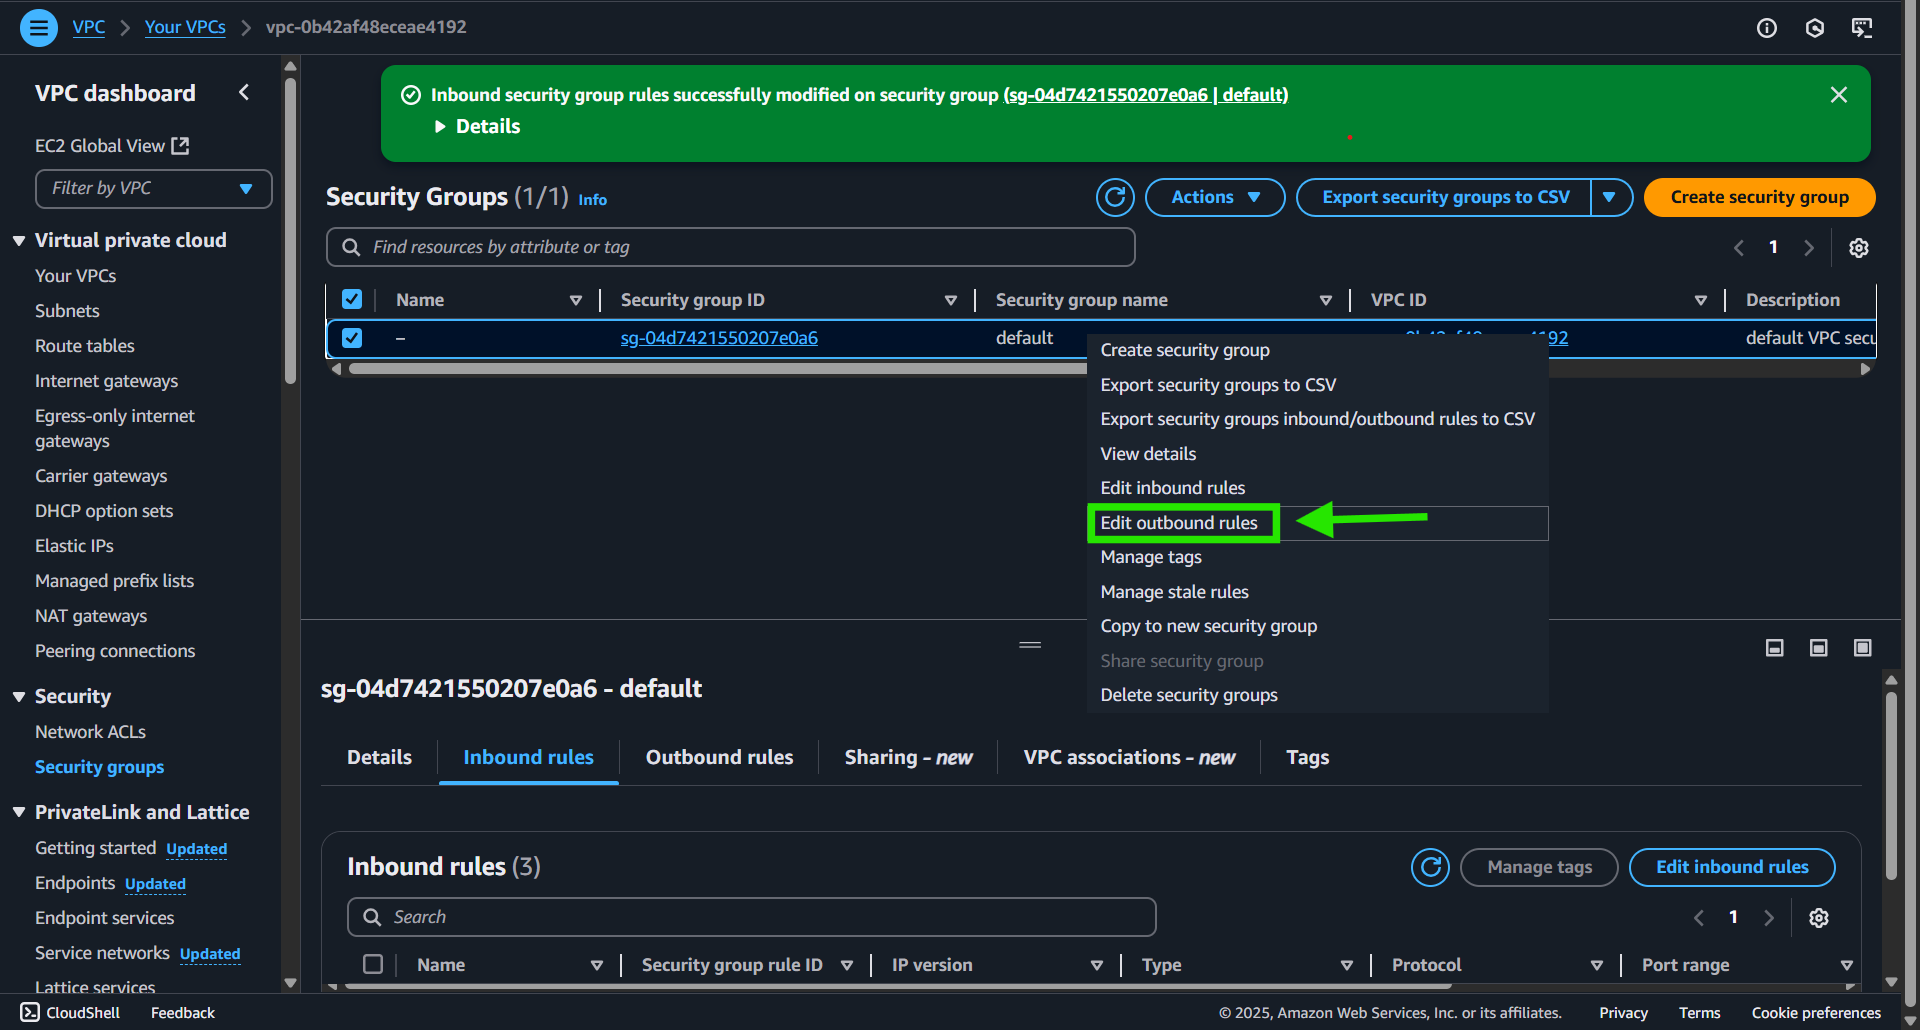 VPC
Your VPCs
vpc-0b42af48eceae4192
VPC dashboard
EC2 Global View
Filter by VPC
Virtual private cloud
Your VPCs
Subnets
Route tables
Internet gateways
Egress-only internet
gateways
Carrier gateways
DHCP option sets
Elastic IPs
Managed prefix lists
NAT gateways
Peering connections
Security
Network ACLs
Security groups
PrivateLink and Lattice
Getting started Updated
Endpoints Updated
Endpoint services
Service networks Updated
Lattice services
Inbound security group rules successfully modified on security group (sg-04d7421550207e0a6 | default)
Details
Security Groups (1/1) Info
Actions
Export security groups to CSV
Create security group
Find resources by attribute or tag
1
Name
Security group ID
Security group name
VPC ID
Description
–
sg-04d7421550207e0a6
default
92
default VPC secu
Create security group
Export security groups to CSV
Export security groups inbound/outbound rules to CSV
View details
Edit inbound rules
Edit outbound rules
Manage tags
Manage stale rules
Copy to new security group
Share security group
Delete security groups
sg-04d7421550207e0a6 - default
Details
Inbound rules
Outbound rules
Sharing - new
VPC associations - new
Tags
Inbound rules (3)
Manage tags
Edit inbound rules
Search
1
Name
Security group rule ID
IP version
Type
Protocol
Port range
CloudShell
Feedback
© 2025, Amazon Web Services, Inc. or its affiliates.
Privacy
Terms
Cookie preferences